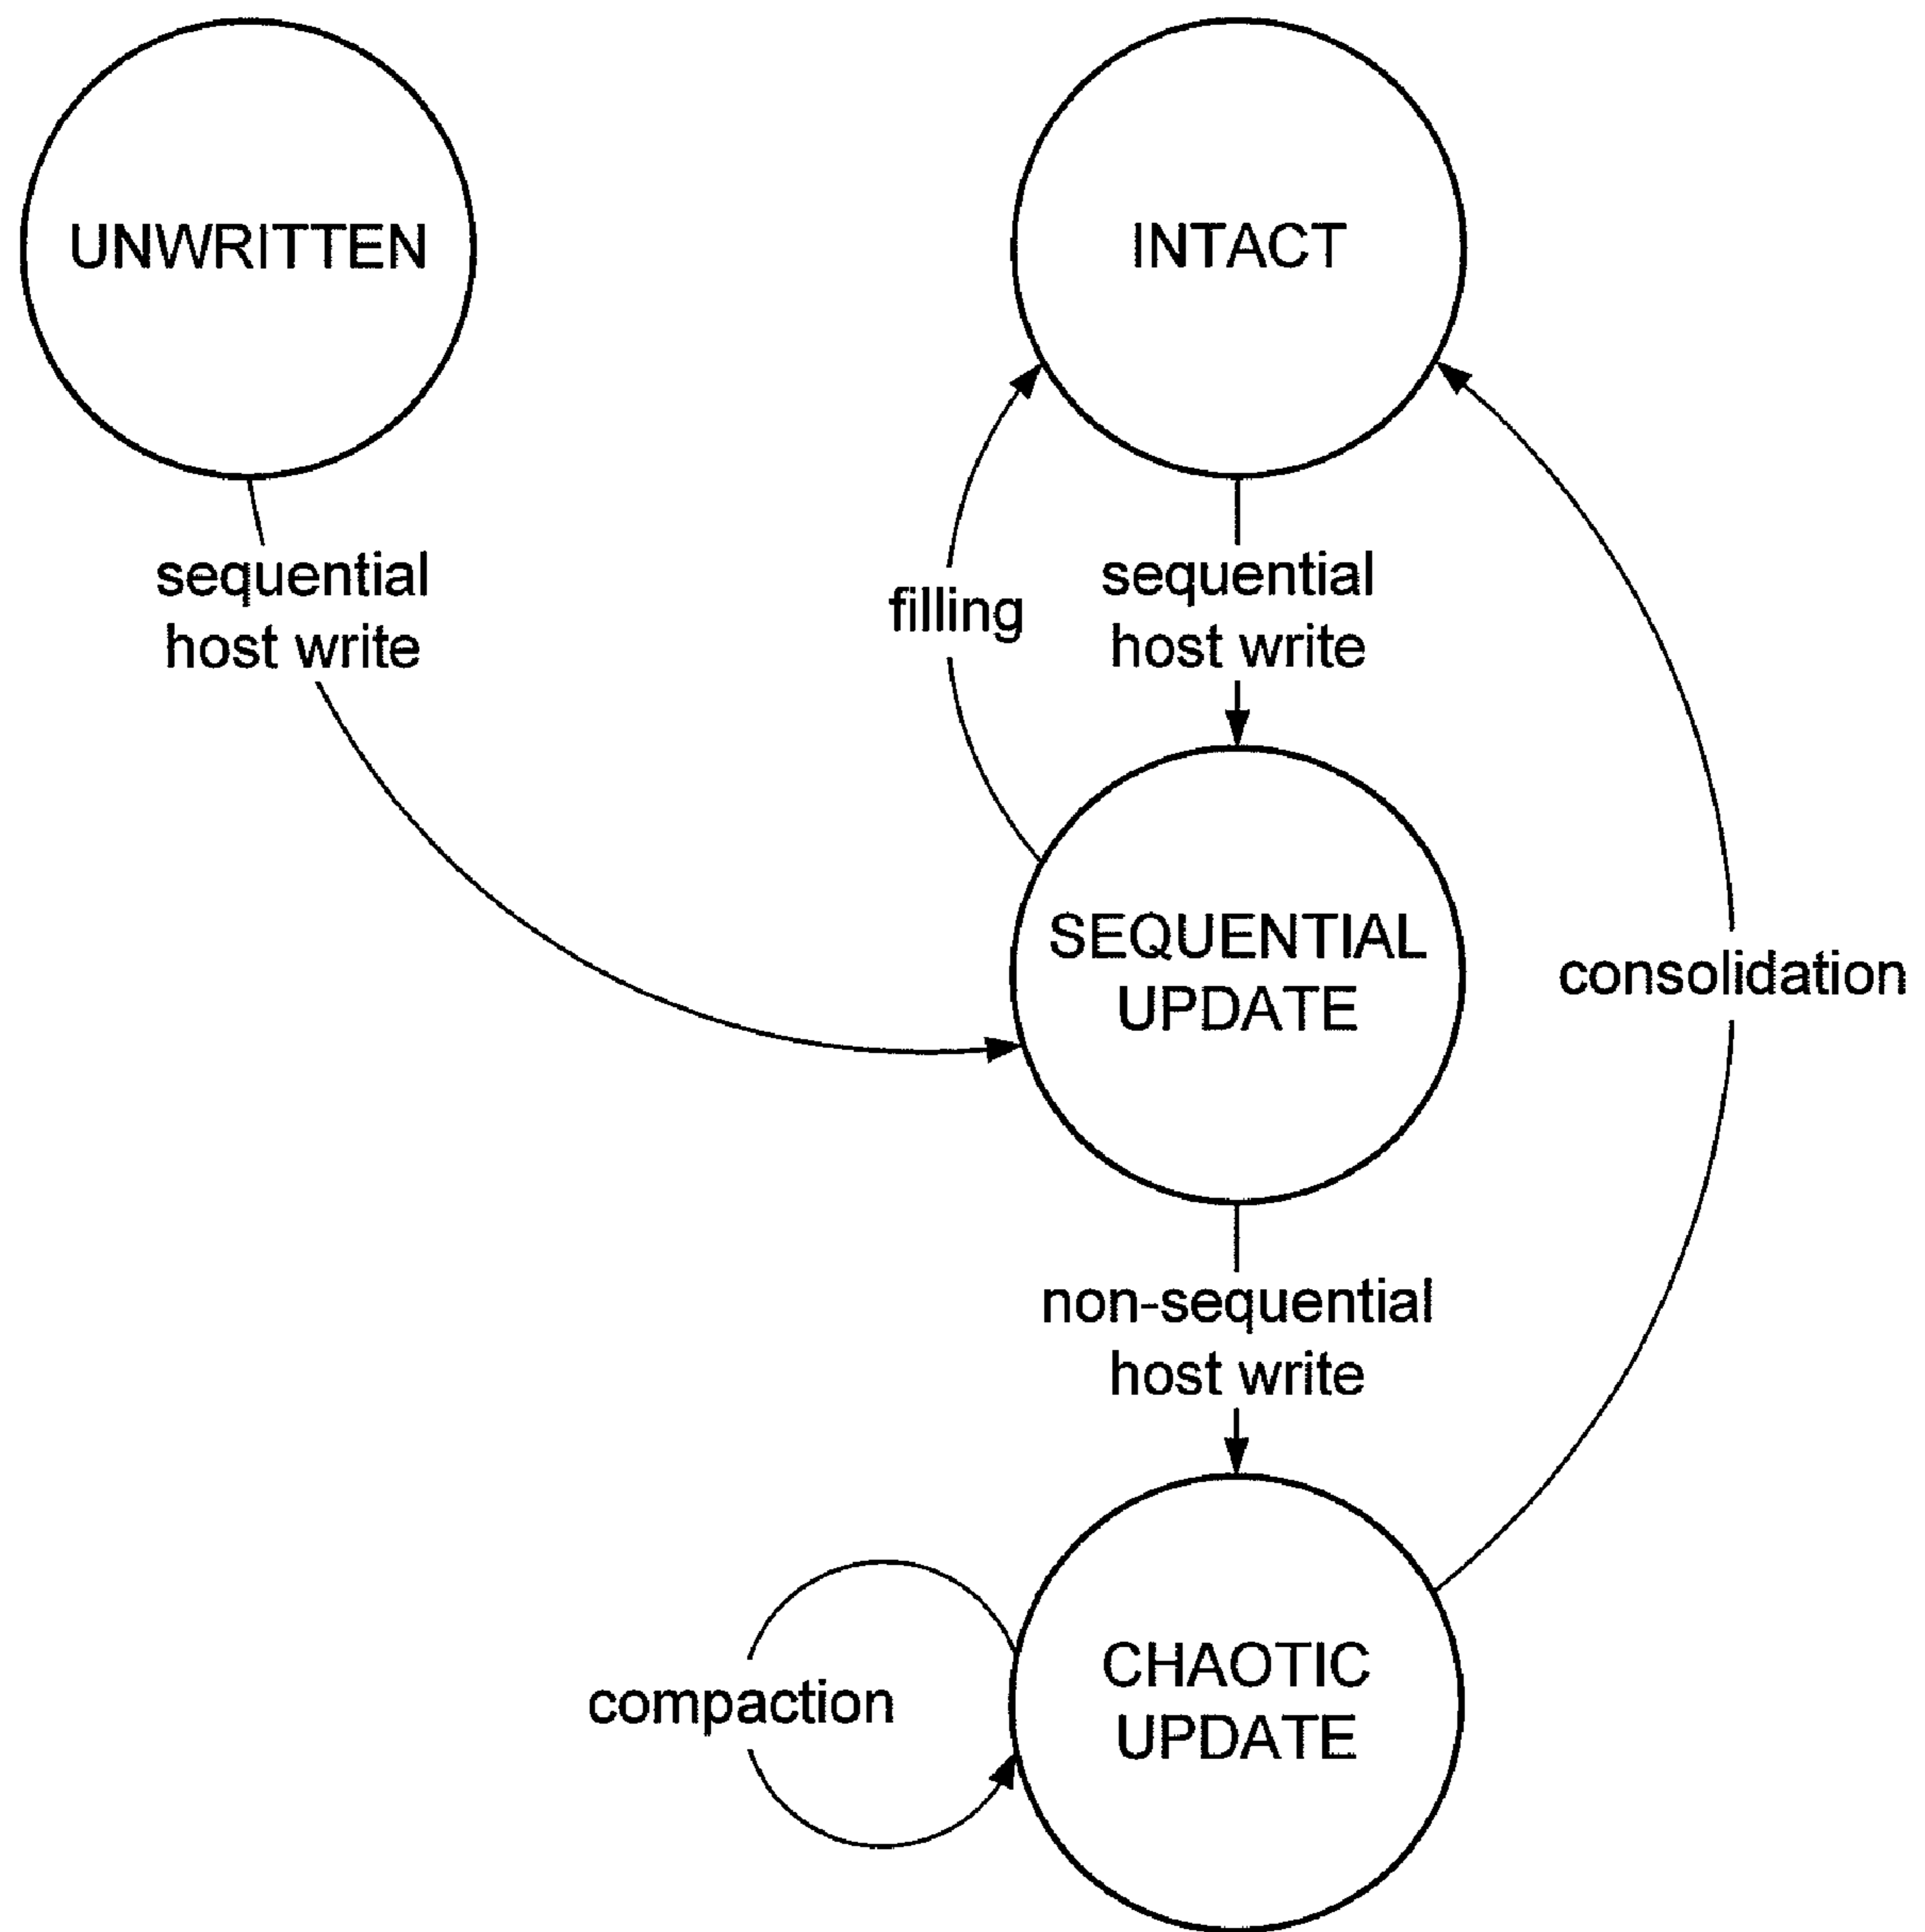 UNWRITTEN
INTACT
sequential
host write
filling
sequential
host write
SEQUENTIAL
UPDATE
consolidation
non-sequential
host write
CHAOTIC
UPDATE
compaction